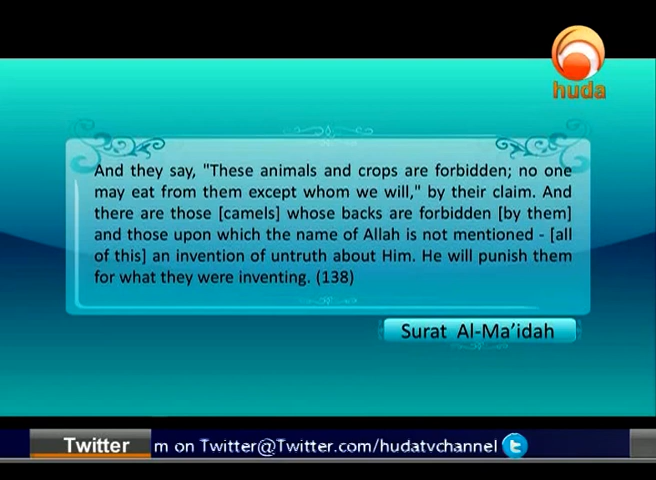 huda
And they say, "These animals and crops are forbidden; no one
may eat from them except whom we will," by their claim. And
there are those [camels] whose backs are forbidden [by them]
and those upon which the name of Allah is not mentioned - [all
of this] an invention of untruth about Him. He will punish them
for what they were inventing. (138)
Surat Al-Ma’idah
Twitter m on Twitter@Twitter.com/hudatvchannel